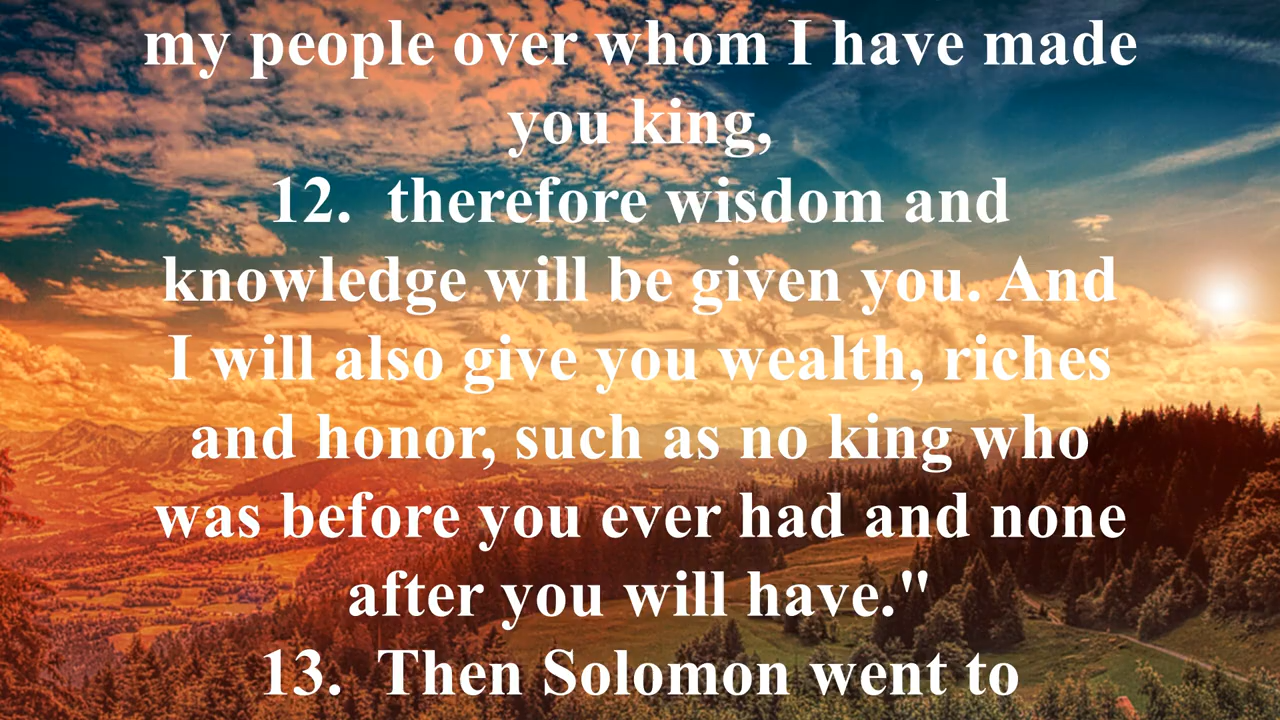 my people over whom I have made
you king,
12.  therefore wisdom and
knowledge will be given you. And
I will also give you wealth, riches
and honor, such as no king who
was before you ever had and none
after you will have."
13.  Then Solomon went to